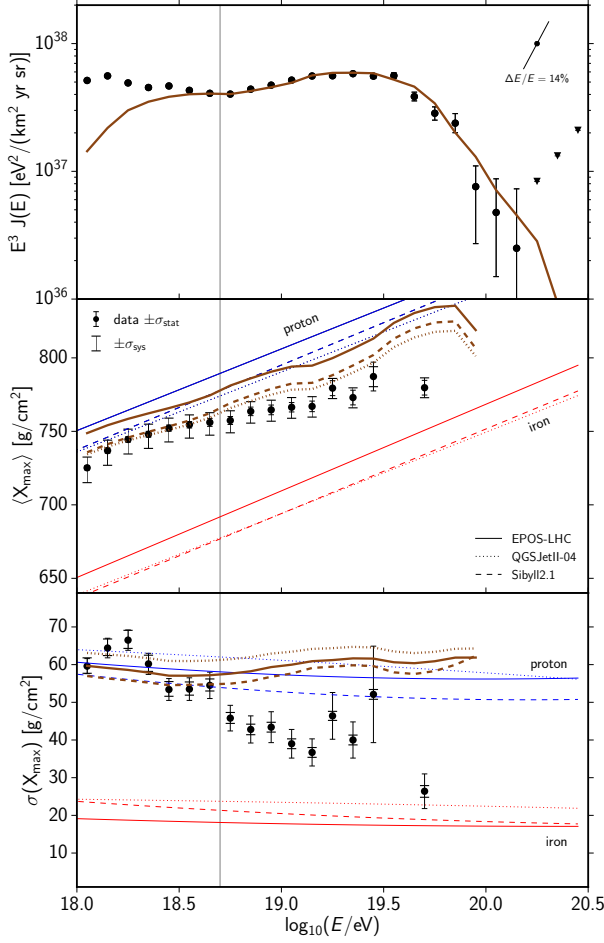 10^38
10^37
10^36
E^3 J(E) [eV^2/(km^2 yr sr)]
ΔE/E = 14%
800
750
700
650
⟨X_max⟩ [g/cm^2]
data ±σ_stat
±σ_sys
proton
iron
EPOS-LHC
QGSJetII-04
Sibyll2.1
70
60
50
40
30
20
10
σ(X_max) [g/cm^2]
proton
iron
18.0 18.5 19.0 19.5 20.0 20.5
log_10(E/eV)